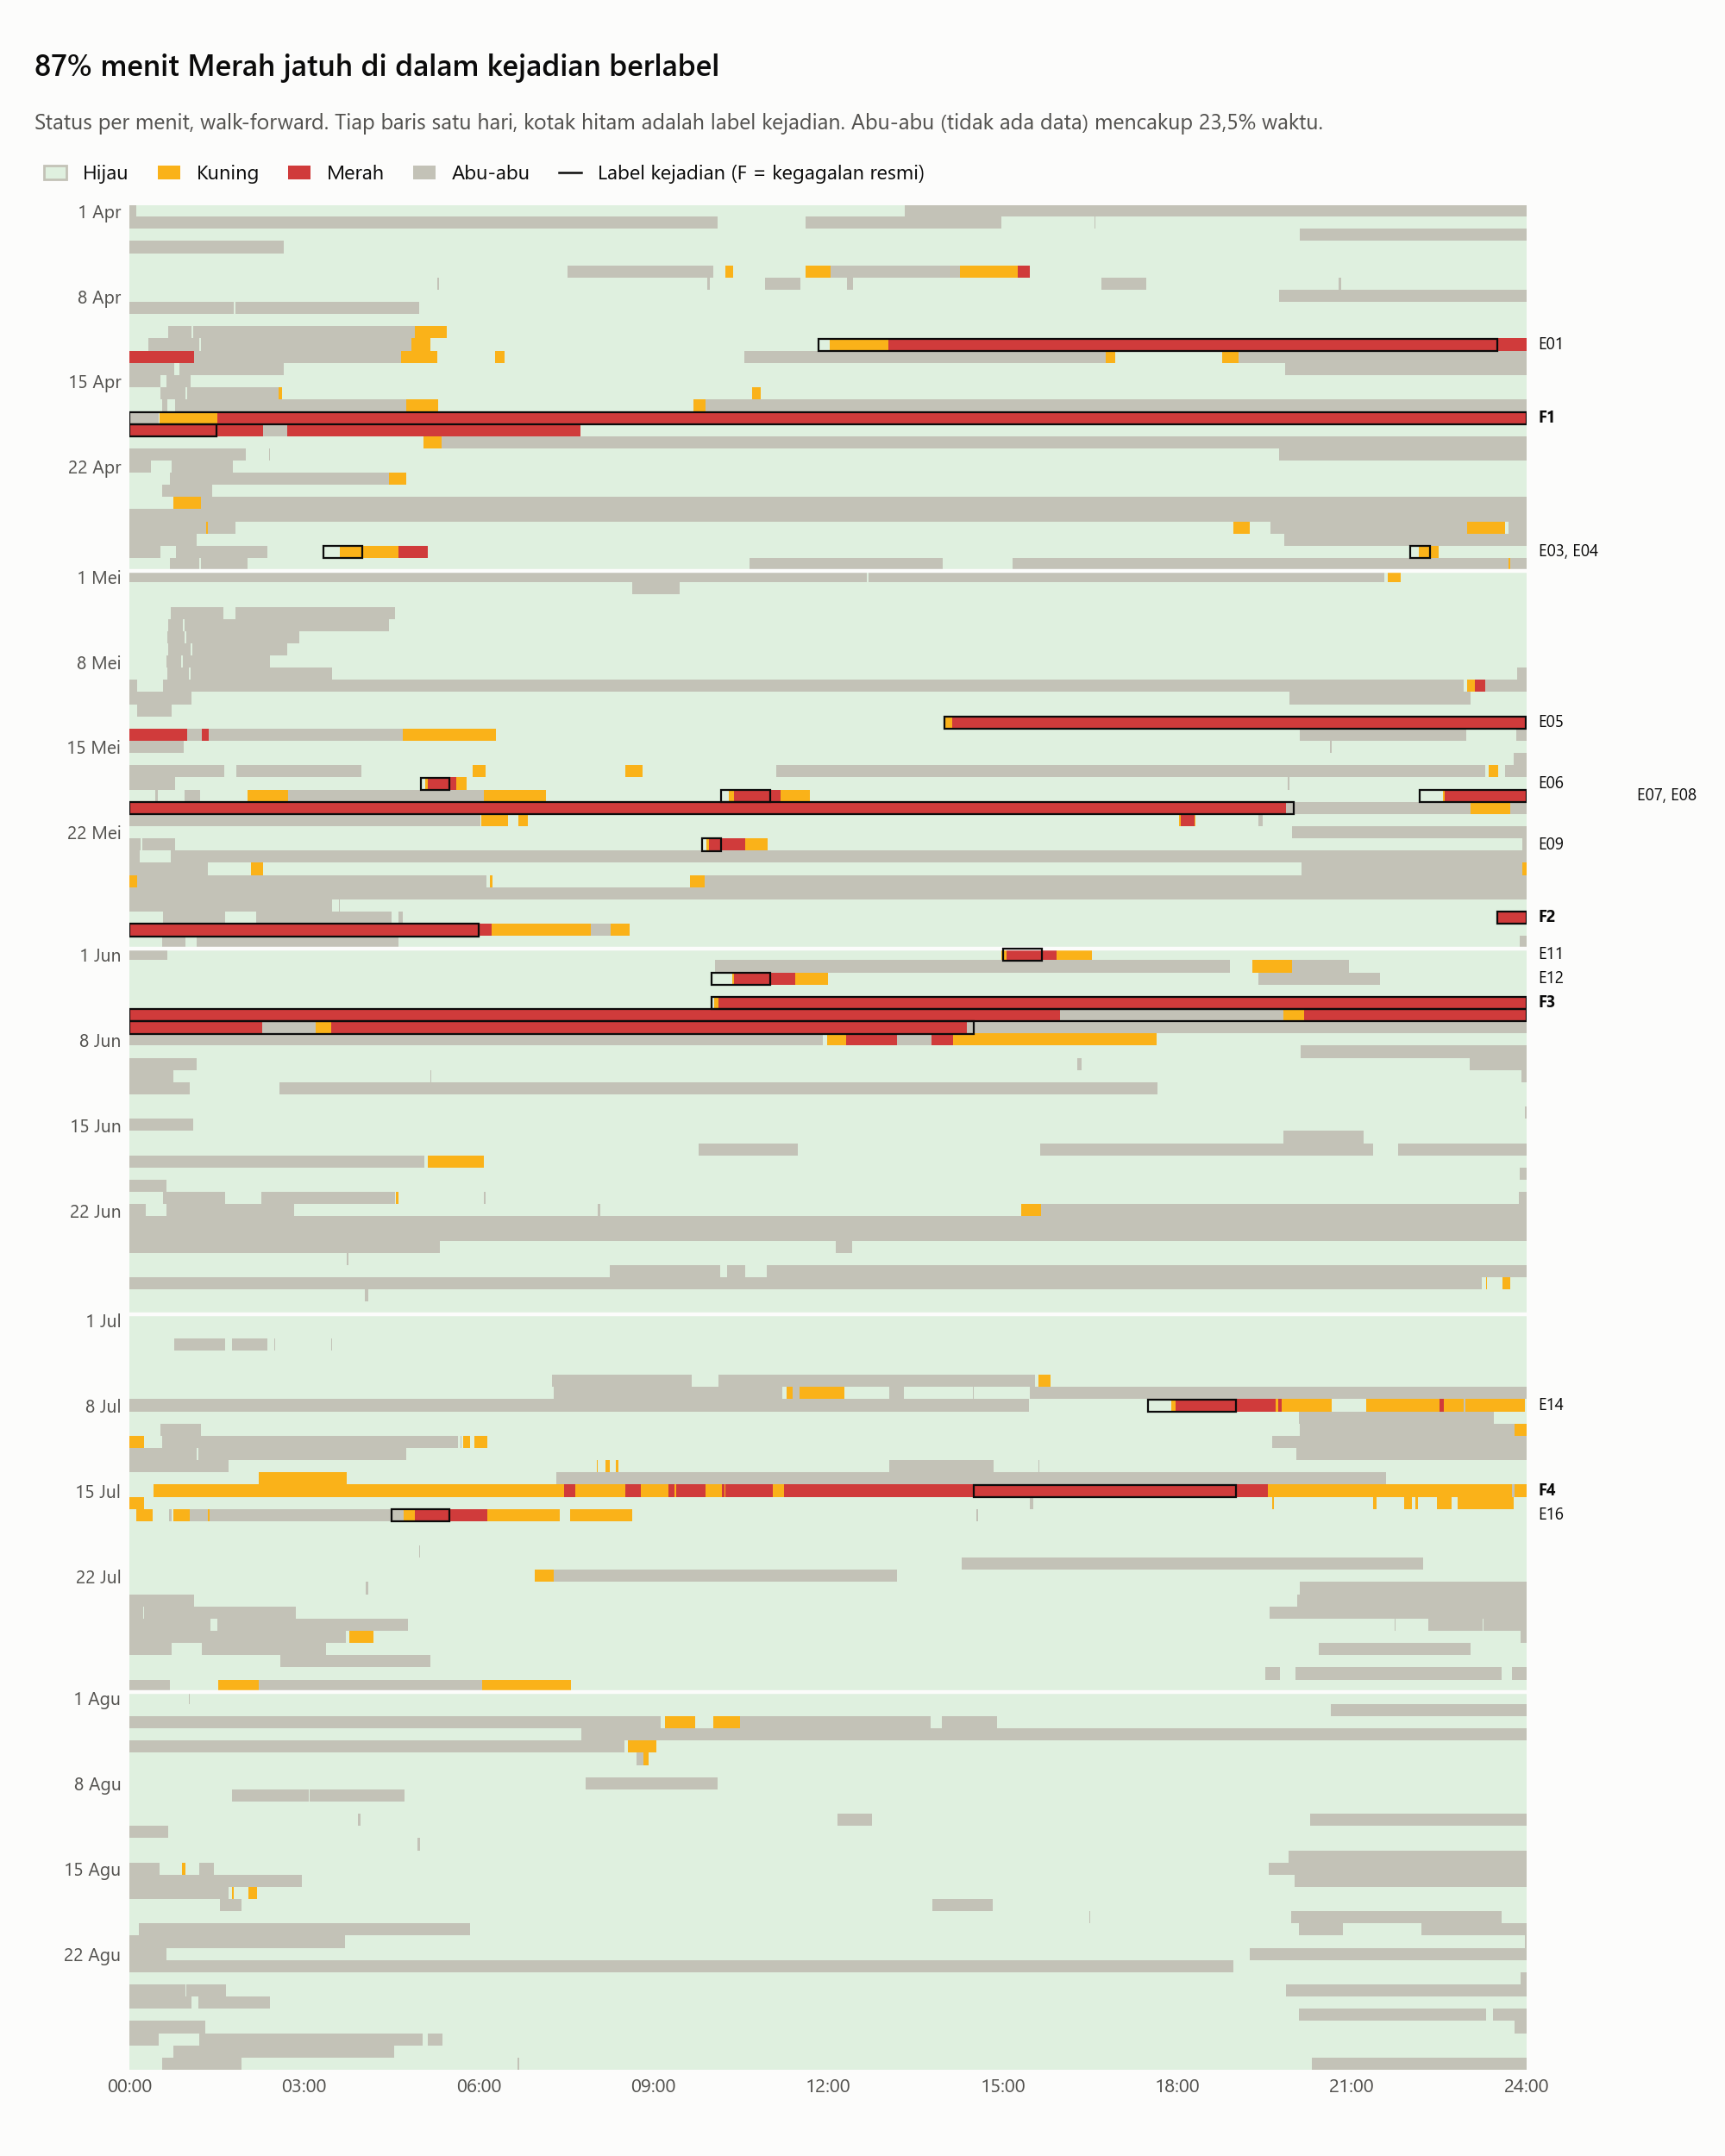 87% menit Merah jatuh di dalam kejadian berlabel
Status per menit, walk-forward. Tiap baris satu hari, kotak hitam adalah label kejadian. Abu-abu (tidak ada data) mencakup 23,5% waktu.
Hijau Kuning Merah Abu-abu Label kejadian (F = kegagalan resmi)
1 Apr
8 Apr
E01
15 Apr
F1
22 Apr
E03, E04
1 Mei
8 Mei
E05
15 Mei
E06
E07, E08
22 Mei
E09
F2
1 Jun E11
E12
F3
8 Jun
15 Jun
22 Jun
1 Jul
8 Jul E14
15 Jul F4
E16
22 Jul
1 Agu
8 Agu
15 Agu
22 Agu
00:00 03:00 06:00 09:00 12:00 15:00 18:00 21:00 24:00